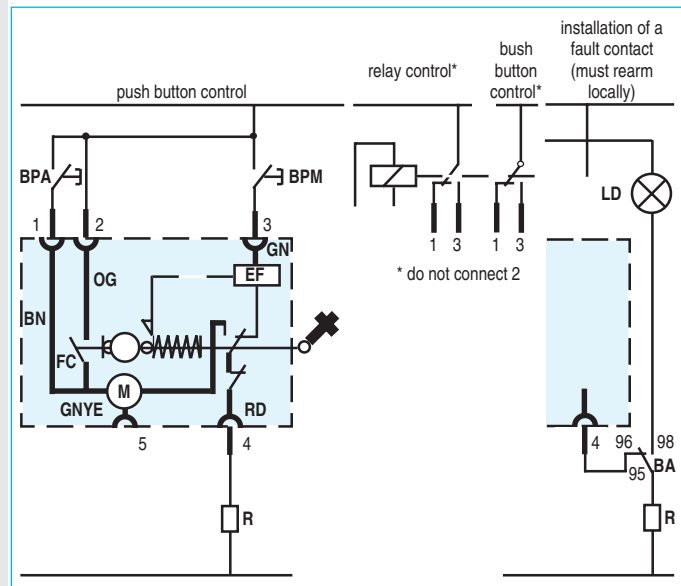 push button control
relay control*
bush
button
control*
installation of a
fault contact
(must rearm
locally)
BPA
BPM
LD
1
2
3
GN
EF
OG
BN
FC
M
GNYE
RD
5
4
R
1
3
1
3
* do not connect 2
4
96
98
95
BA
R